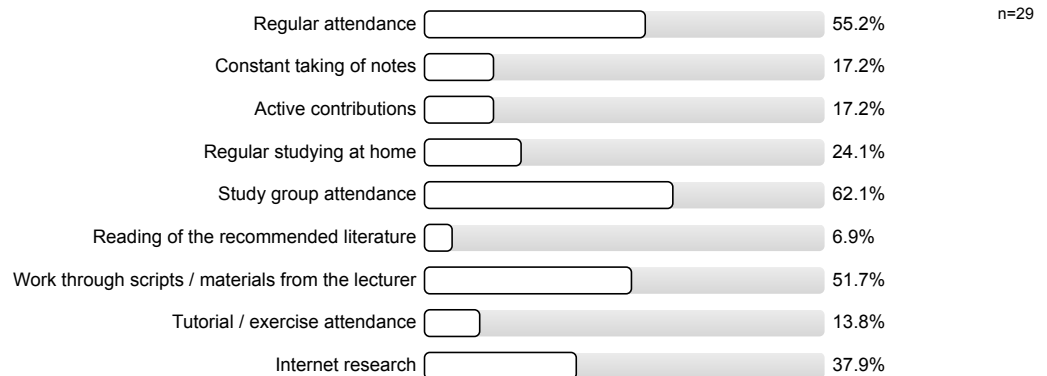 Regular attendance 55.2% n=29
Constant taking of notes 17.2%
Active contributions 17.2%
Regular studying at home 24.1%
Study group attendance 62.1%
Reading of the recommended literature 6.9%
Work through scripts / materials from the lecturer 51.7%
Tutorial / exercise attendance 13.8%
Internet research 37.9%